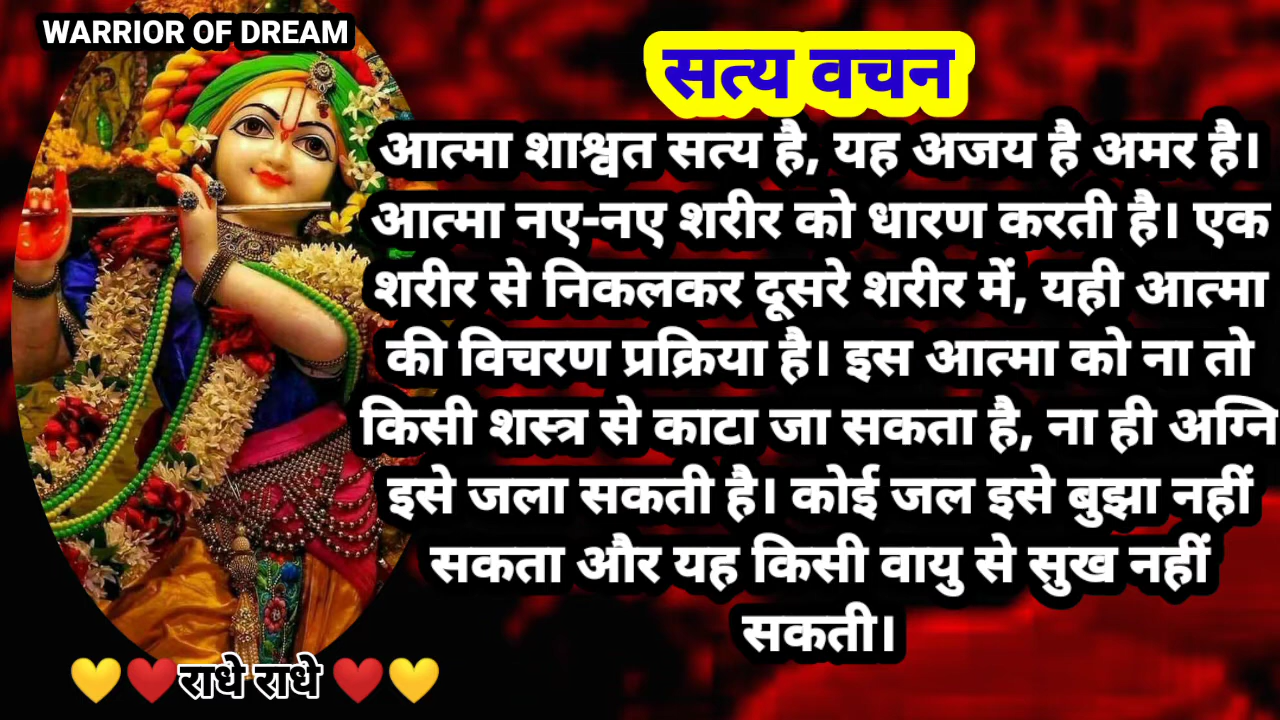 WARRIOR OF DREAM
सत्य वचन
आत्मा शाश्वत सत्य है, यह अजय है अमर है।
आत्मा नए-नए शरीर को धारण करती है। एक
शरीर से निकलकर दूसरे शरीर में, यही आत्मा
की विचरण प्रक्रिया है। इस आत्मा को ना तो
किसी शस्त्र से काटा जा सकता है, ना ही अग्नि
इसे जला सकती है। कोई जल इसे बुझा नहीं
सकता और यह किसी वायु से सुख नहीं
सकती।
💛❤️राधे राधे ❤️💛